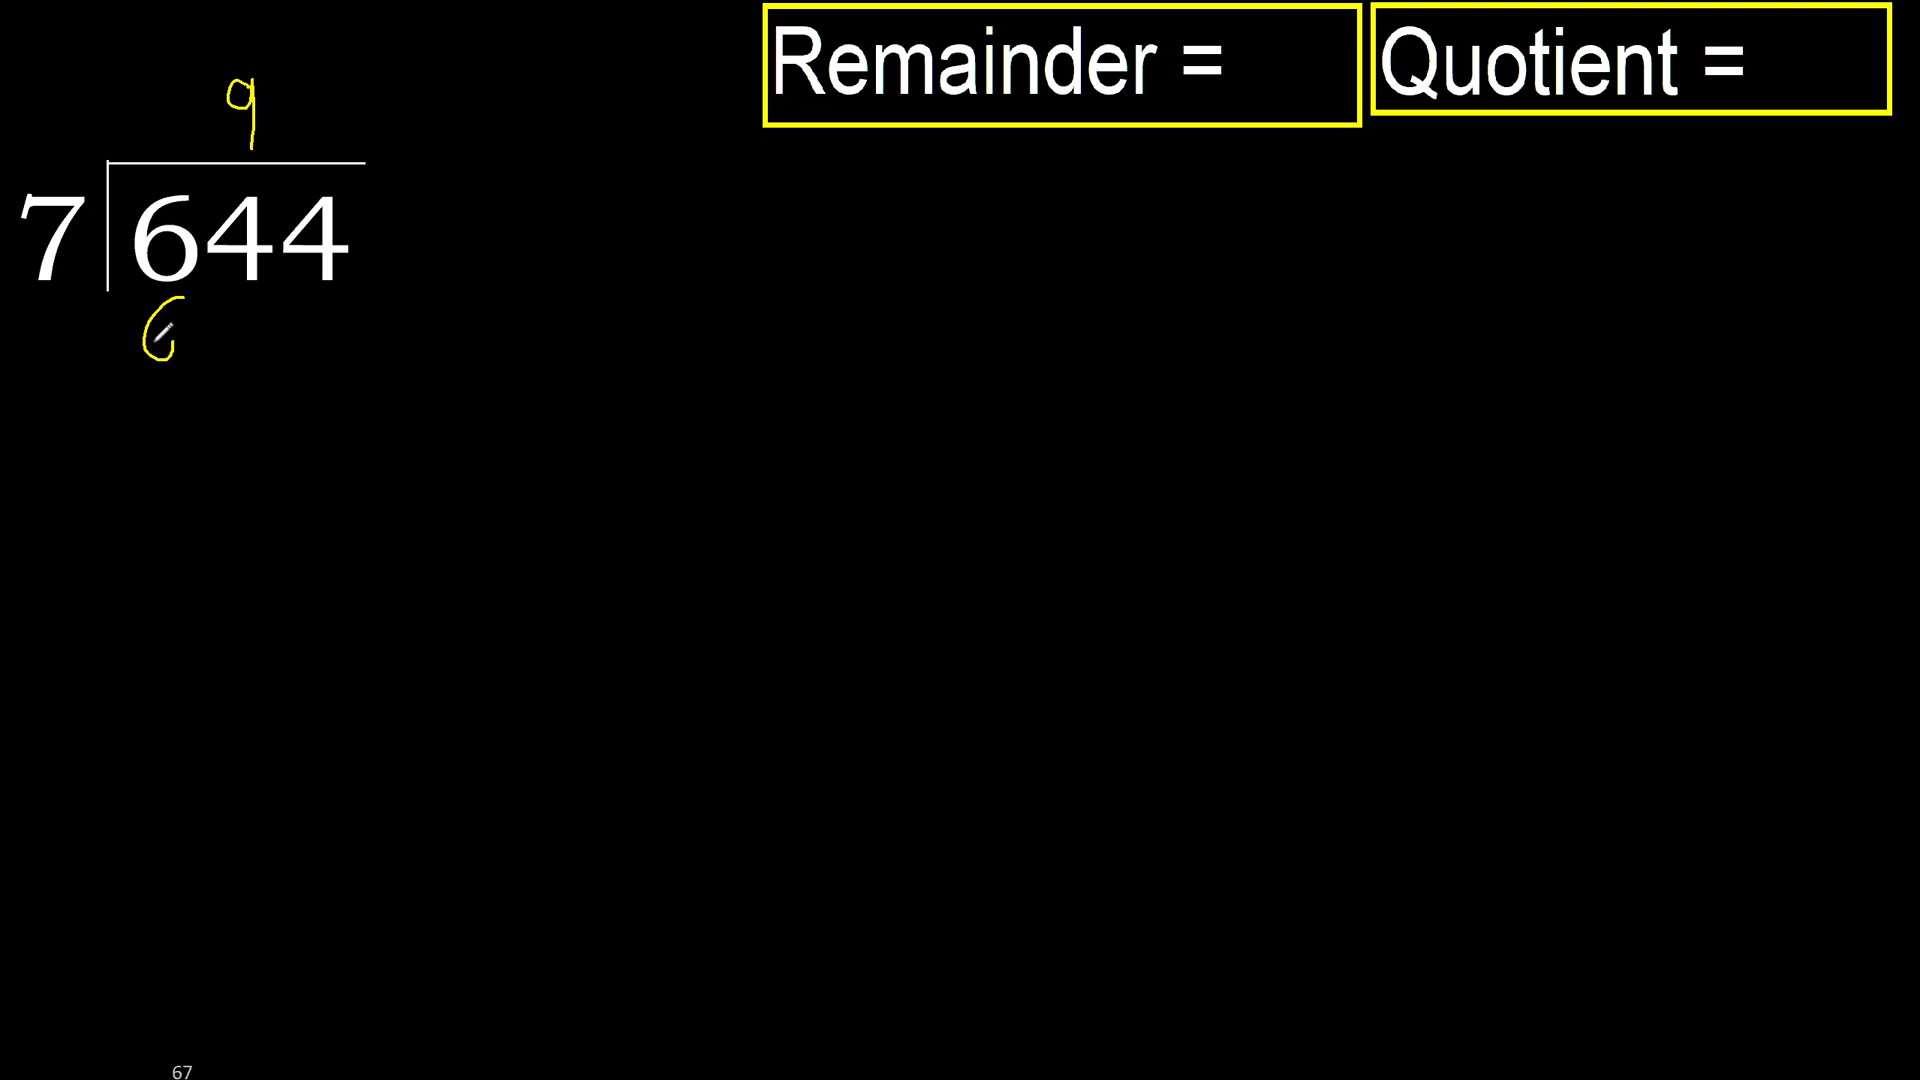 Remainder =
Quotient =
9
7 644
6
67